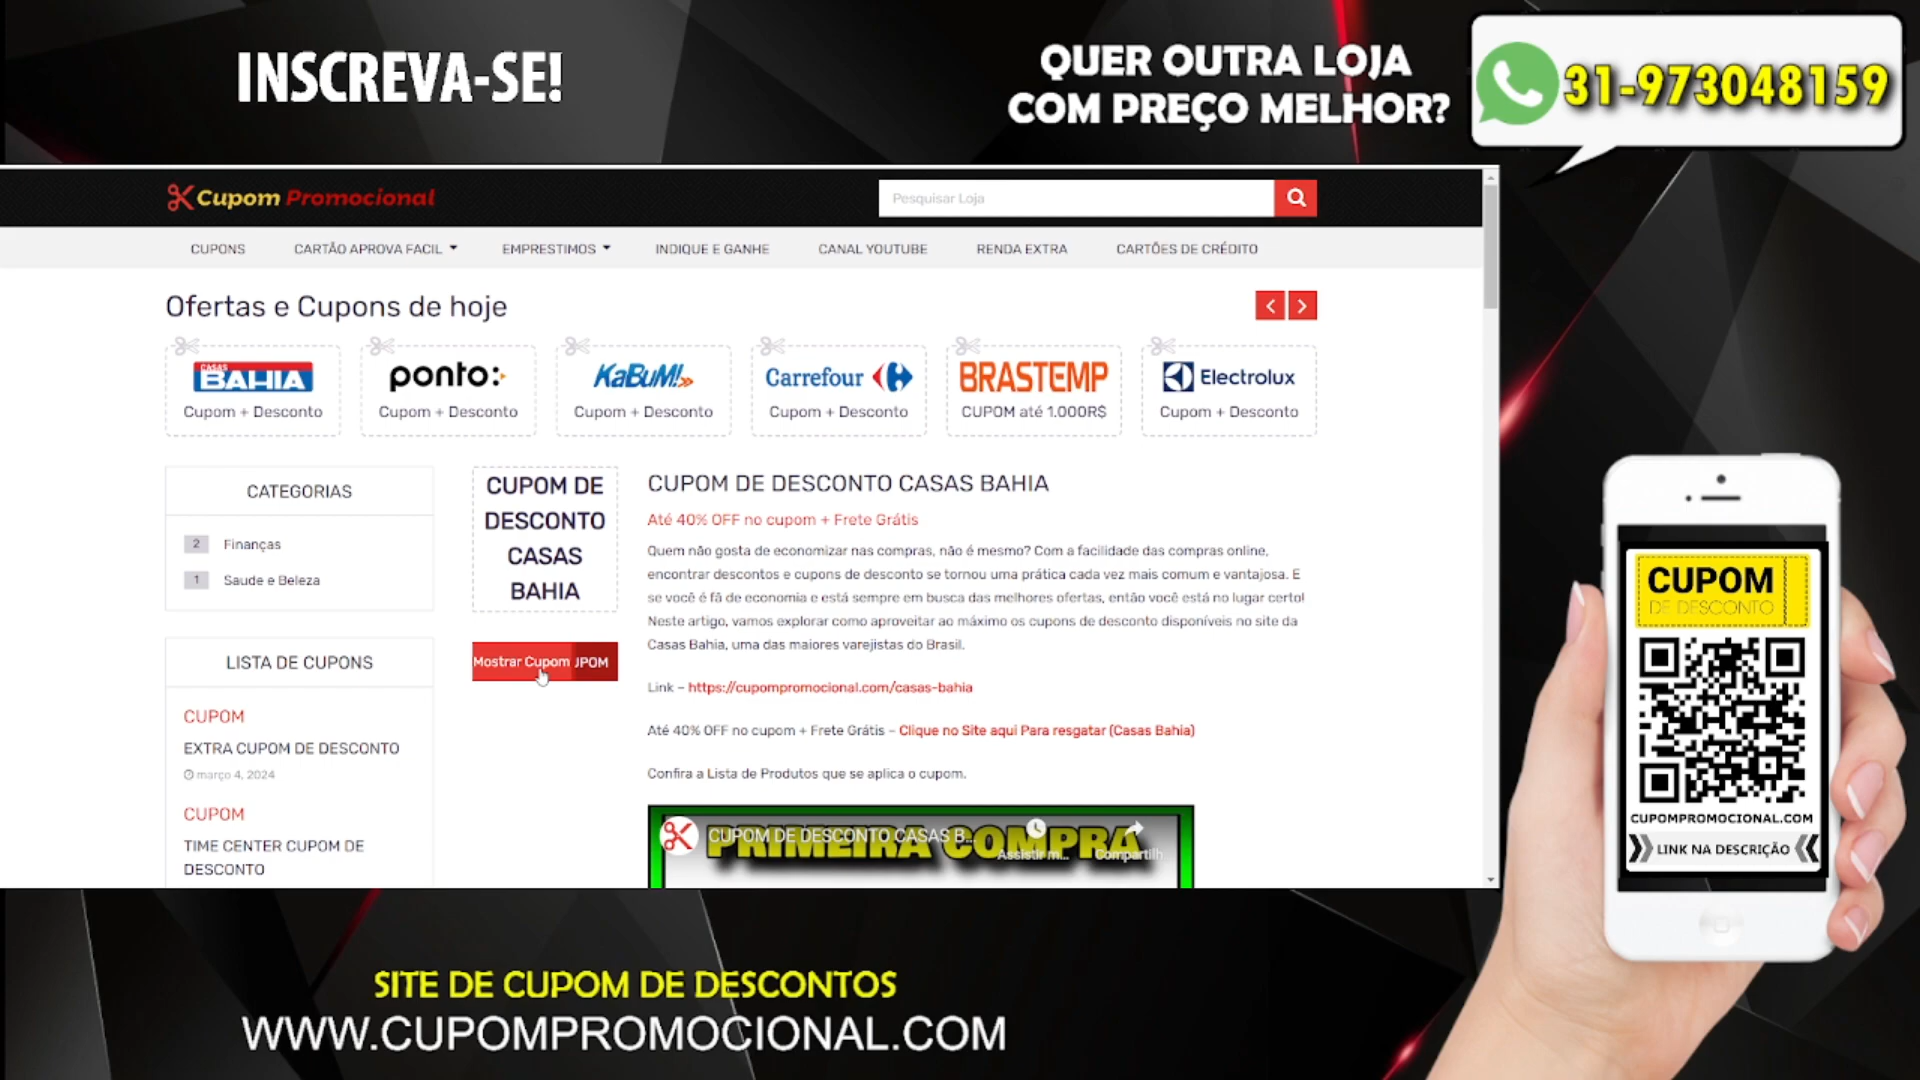 INSCREVA-SE!
QUER OUTRA LOJA
COM PREÇO MELHOR?
31-973048159
Cupom Promocional
Pesquisar Loja
CUPONS
CARTÃO APROVA FACIL
EMPRESTIMOS
INDIQUE E GANHE
CANAL YOUTUBE
RENDA EXTRA
CARTÕES DE CRÉDITO
Ofertas e Cupons de hoje
CASAS
BAHIA
Cupom + Desconto
ponto:>
Cupom + Desconto
KaBuM!
Cupom + Desconto
Carrefour
Cupom + Desconto
BRASTEMP
CUPOM até 1.000R$
Electrolux
Cupom + Desconto
CATEGORIAS
2 Finanças
1 Saude e Beleza
LISTA DE CUPONS
CUPOM
EXTRA CUPOM DE DESCONTO
março 4, 2024
CUPOM
TIME CENTER CUPOM DE
DESCONTO
CUPOM DE
DESCONTO
CASAS
BAHIA
Mostrar Cupom JPOM
CUPOM DE DESCONTO CASAS BAHIA
Até 40% OFF no cupom + Frete Grátis
Quem não gosta de economizar nas compras, não é mesmo? Com a facilidade das compras online,
encontrar descontos e cupons de desconto se tornou uma prática cada vez mais comum e vantajosa. E
se você é fã de economia e está sempre em busca das melhores ofertas, então você está no lugar certo!
Neste artigo, vamos explorar como aproveitar ao máximo os cupons de desconto disponíveis no site da
Casas Bahia, uma das maiores varejistas do Brasil.
Link – https://cupompromocional.com/casas-bahia
Até 40% OFF no cupom + Frete Grátis – Clique no Site aqui Para resgatar (Casas Bahia)
Confira a Lista de Produtos que se aplica o cupom.
CUPOM DE DESCONTO CASAS B...
PRIMEIRA COMPRA
Assistir m...
Compartilh
CUPOM
DE DESCONTO
CUPOMPROMOCIONAL.COM
LINK NA DESCRIÇÃO
SITE DE CUPOM DE DESCONTOS
WWW.CUPOMPROMOCIONAL.COM